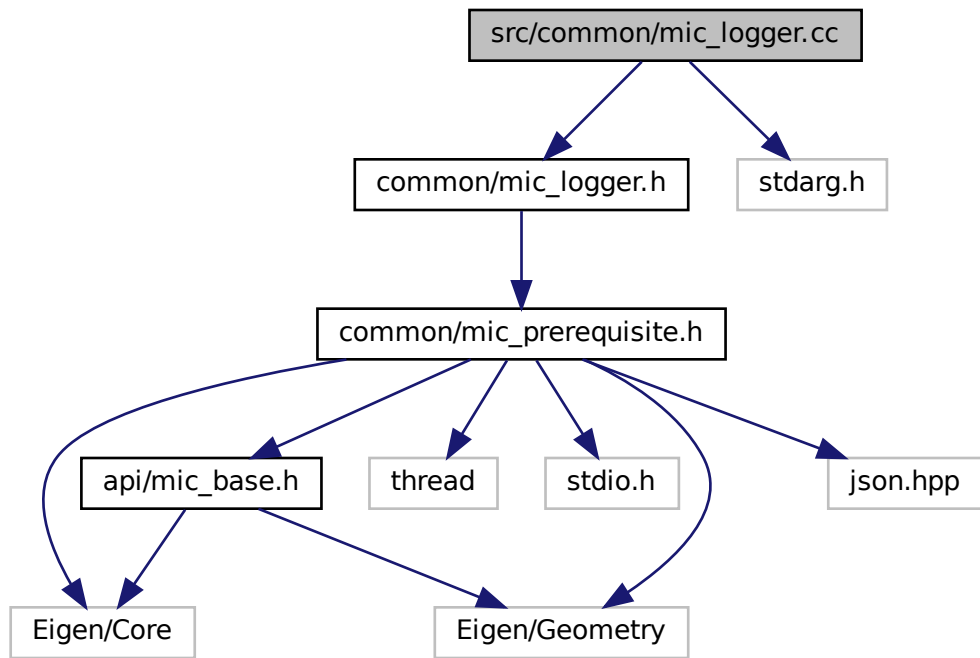 src/common/mic_logger.cc
common/mic_logger.h
stdarg.h
common/mic_prerequisite.h
api/mic_base.h
thread
stdio.h
json.hpp
Eigen/Core
Eigen/Geometry